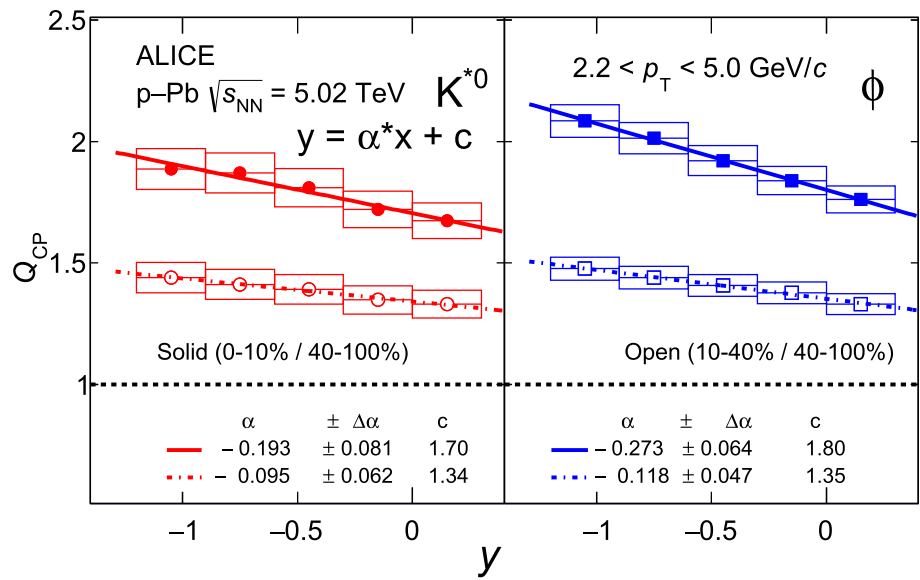 2.5
2
1.5
1
Q_CP
ALICE
p–Pb √s_NN = 5.02 TeV
K*0
y = α*x + c
Solid (0-10% / 40-100%)
α ± Δα c
− 0.193 ± 0.081 1.70
− 0.095 ± 0.062 1.34
2.2 < p_T < 5.0 GeV/c
ϕ
Open (10-40% / 40-100%)
α ± Δα c
− 0.273 ± 0.064 1.80
− 0.118 ± 0.047 1.35
−1 −0.5 0 −1 −0.5 0
y